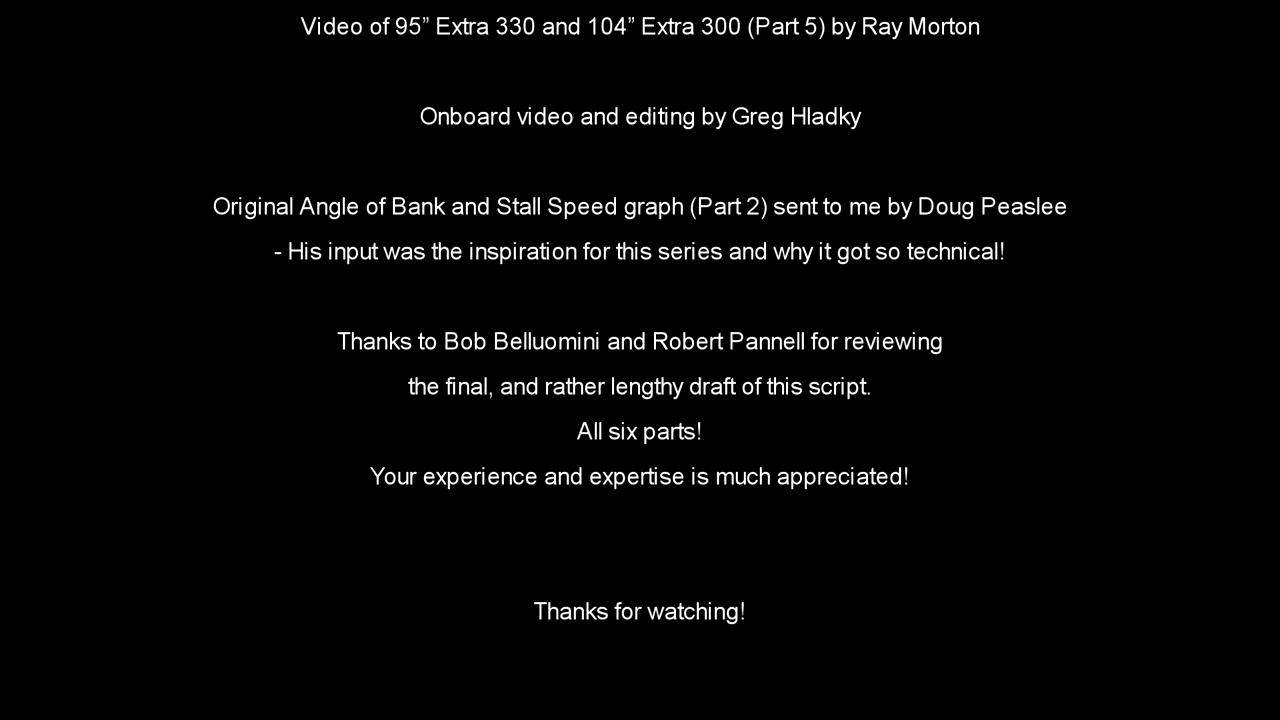 Video of 95” Extra 330 and 104” Extra 300 (Part 5) by Ray Morton
Onboard video and editing by Greg Hladky
Original Angle of Bank and Stall Speed graph (Part 2) sent to me by Doug Peaslee
- His input was the inspiration for this series and why it got so technical!
Thanks to Bob Belluomini and Robert Pannell for reviewing
the final, and rather lengthy draft of this script.
All six parts!
Your experience and expertise is much appreciated!
Thanks for watching!